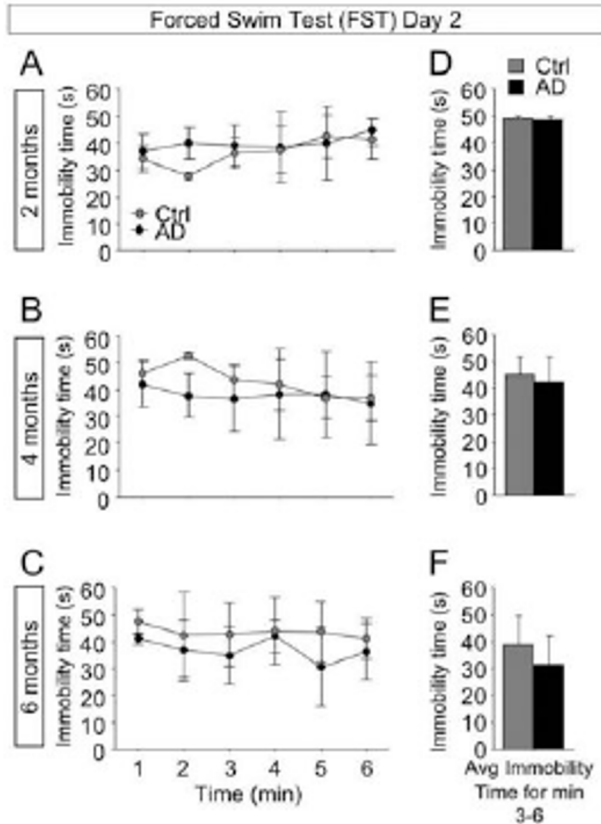 Forced Swim Test (FST) Day 2
A
2 months
Immobility time (s)
60
50
40
30
20
10
0
Ctrl
AD
D
Immobility time (s)
60
50
40
30
20
10
0
Ctrl
AD
B
4 months
Immobility time (s)
60
50
40
30
20
10
0
E
Immobility time (s)
60
50
40
30
20
10
0
C
6 months
Immobility time (s)
60
50
40
30
20
10
0
1 2 3 4 5 6
Time (min)
F
Immobility time (s)
60
50
40
30
20
10
0
Avg Immobility
Time for min
3-6